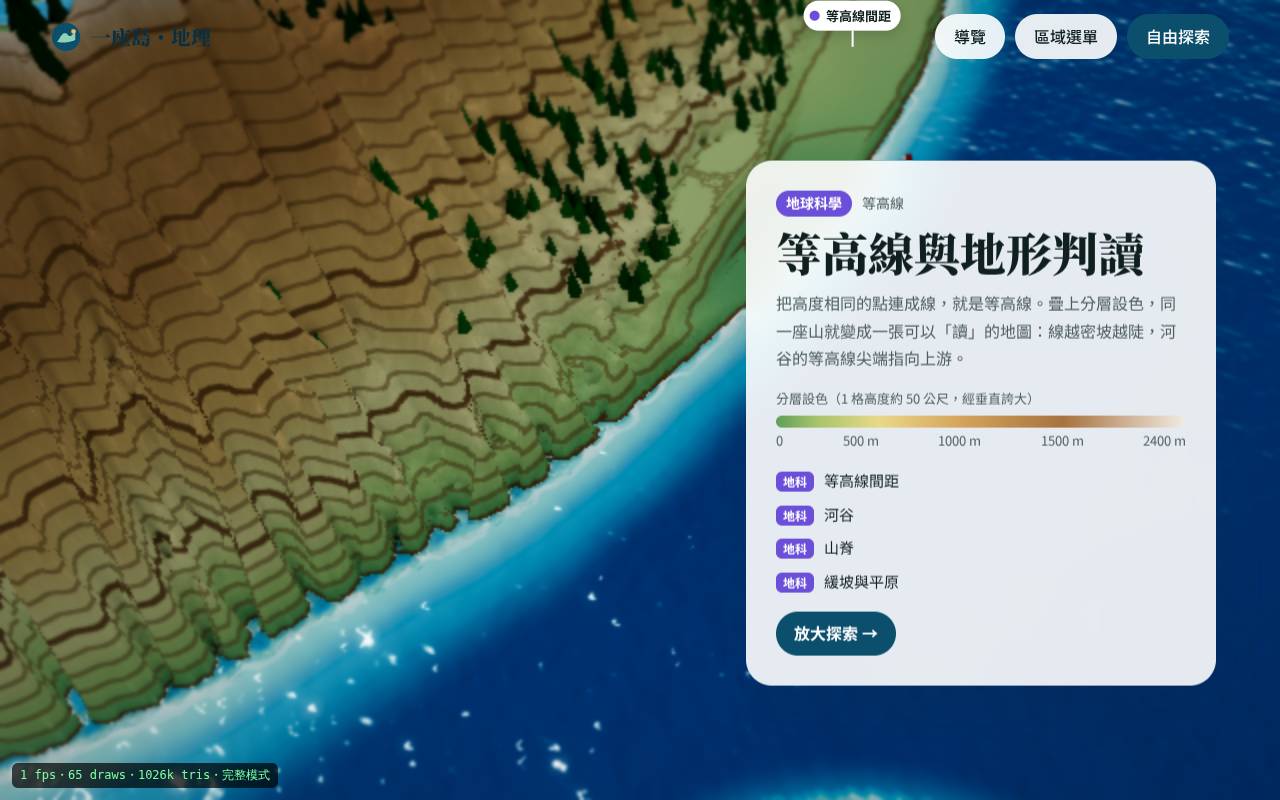 一座島・地理
等高線間距
導覽
區域選單
自由探索
地球科學 等高線
等高線與地形判讀
把高度相同的點連成線，就是等高線。疊上分層設色，同
一座山就變成一張可以「讀」的地圖：線越密坡越陡，河
谷的等高線尖端指向上游。
分層設色（1 格高度約 50 公尺，經垂直誇大）
0 500 m 1000 m 1500 m 2400 m
地科 等高線間距
地科 河谷
地科 山脊
地科 緩坡與平原
放大探索 →
1 fps · 65 draws · 1026k tris · 完整模式